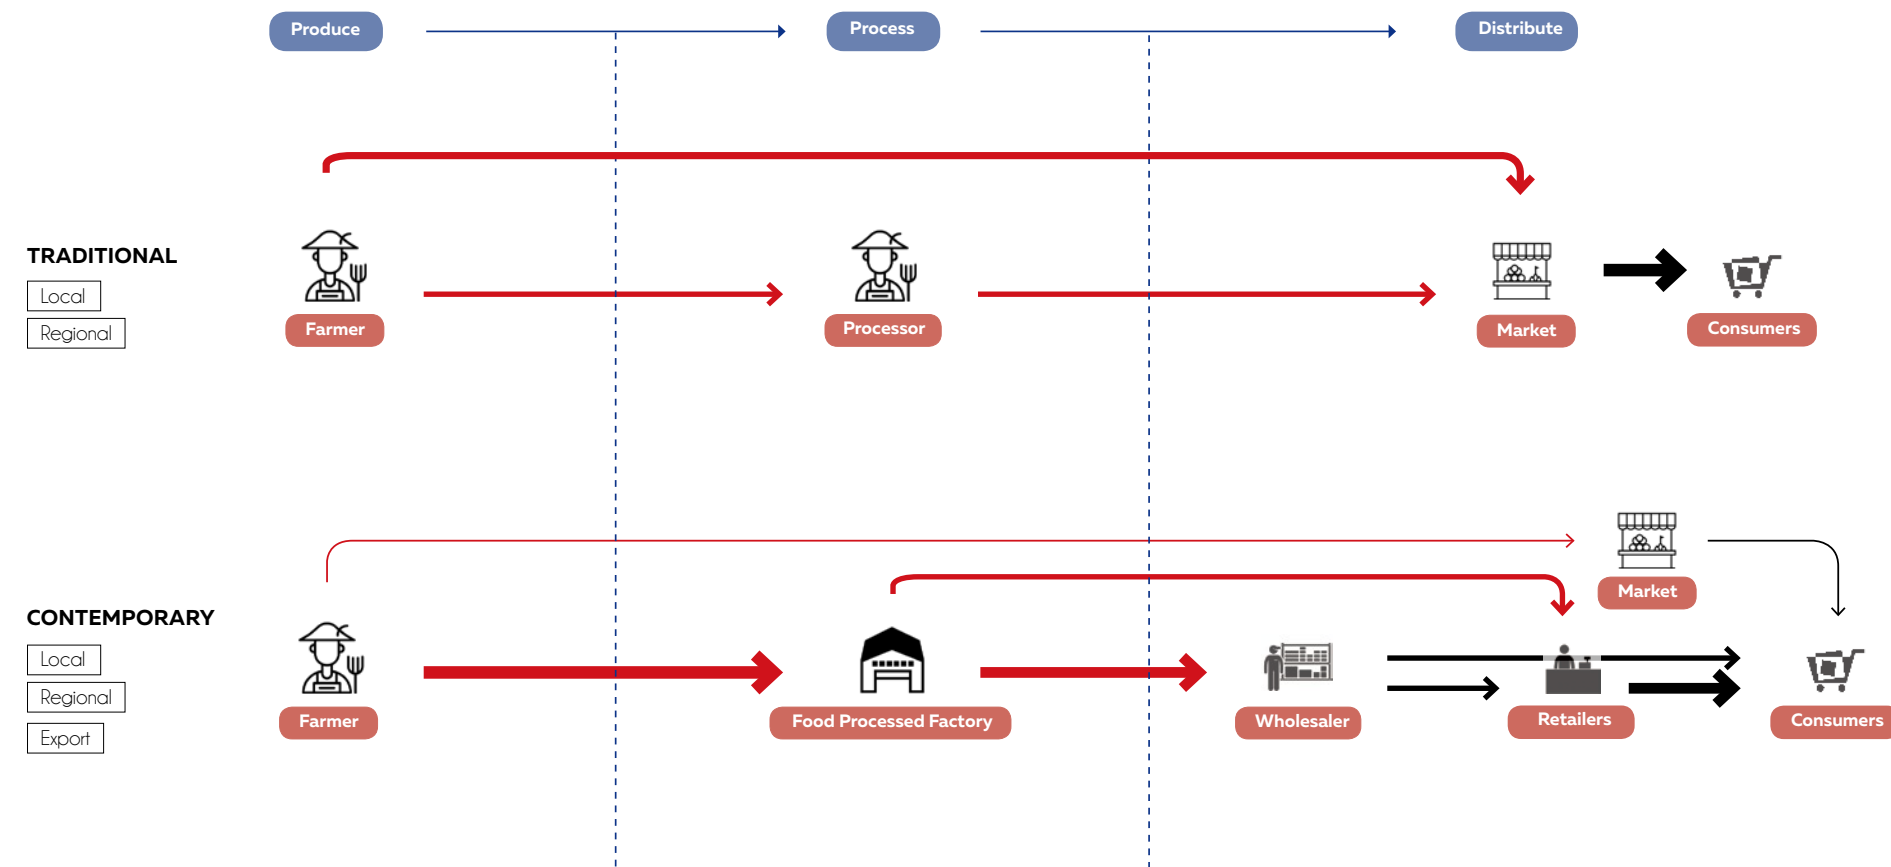 Produce
Process
Distribute
TRADITIONAL
Local
Regional
Farmer
Processor
Market
Consumers
CONTEMPORARY
Local
Regional
Export
Market
Farmer
Food Processed Factory
Wholesaler
Retailers
Consumers